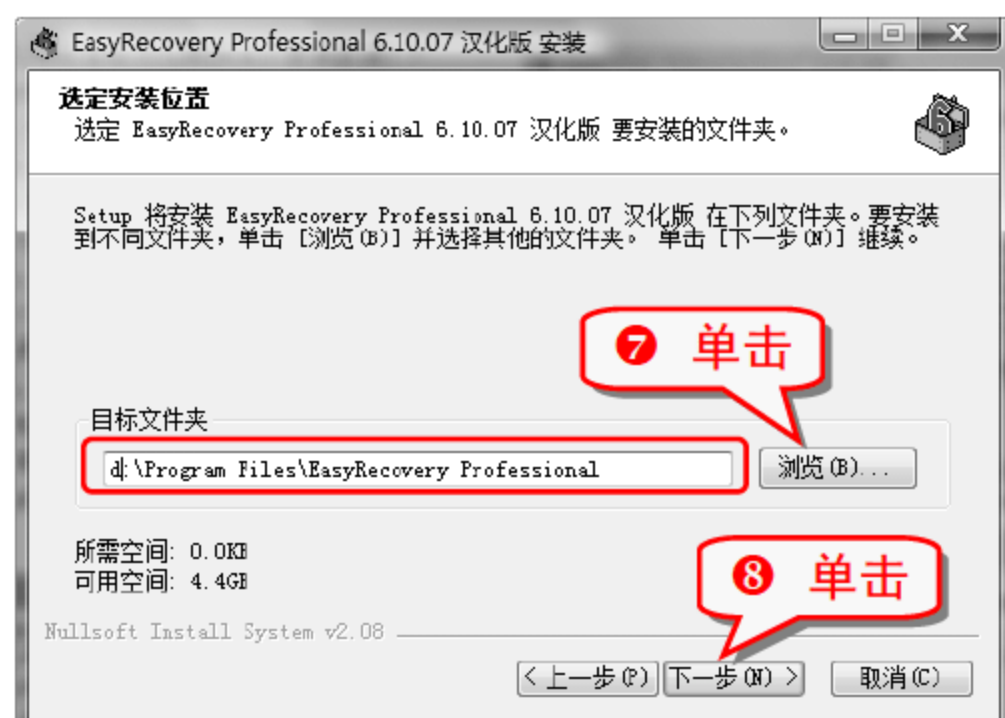 EasyRecovery Professional 6.10.07 汉化版 安装
选定安装位置
选定 EasyRecovery Professional 6.10.07 汉化版 要安装的文件夹。
Setup 将安装 EasyRecovery Professional 6.10.07 汉化版 在下列文件夹。要安装
到不同文件夹，单击 [浏览(B)] 并选择其他的文件夹。 单击 [下一步(N)] 继续。
❼ 单击
目标文件夹
d:\Program Files\EasyRecovery Professional
浏览(B)...
所需空间: 0.0KB
可用空间: 4.4GB
❽ 单击
Nullsoft Install System v2.08
< 上一步(P) 下一步(N) > 取消(C)